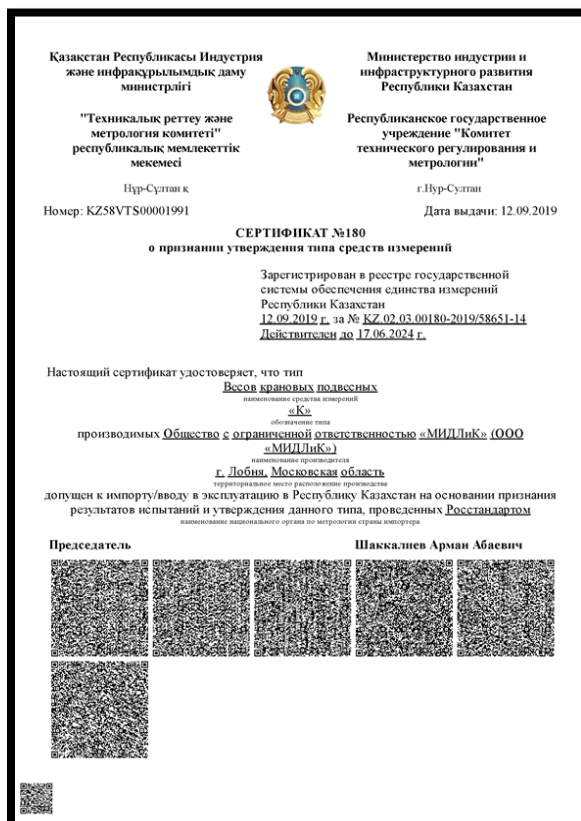 Қазақстан Республикасы Индустрия
және инфрақұрылымдық даму
министрлігі
"Техникалық реттеу және
метрология комитеті"
республикалық мемлекеттік
мекемесі
Нұр-Сұлтан қ
Министерство индустрии и
инфраструктурного развития
Республики Казахстан
Республиканское государственное
учреждение "Комитет
технического регулирования и
метрологии"
г.Нур-Султан
Номер: KZ58VTS00001991
Дата выдачи: 12.09.2019
СЕРТИФИКАТ №180
о признании утверждения типа средств измерений
Зарегистрирован в реестре государственной
системы обеспечения единства измерений
Республики Казахстан
12.09.2019 г. за № KZ.02.03.00180-2019/58651-14
Действителен до 17.06.2024 г.
Настоящий сертификат удостоверяет, что тип
Весов крановых подвесных
наименование средства измерений
«К»
обозначение типа
производимых Общество с ограниченной ответственностью «МИДЛиК» (ООО
«МИДЛиК»)
наименование производителя
г. Лобня, Московская область
территориальное место расположение производства
допущен к импорту/вводу в эксплуатацию в Республику Казахстан на основании признания
результатов испытаний и утверждения данного типа, проведенных Росстандартом
наименование национального органа по метрологии страны импортера
Председатель
Шаккалиев Арман Абаевич